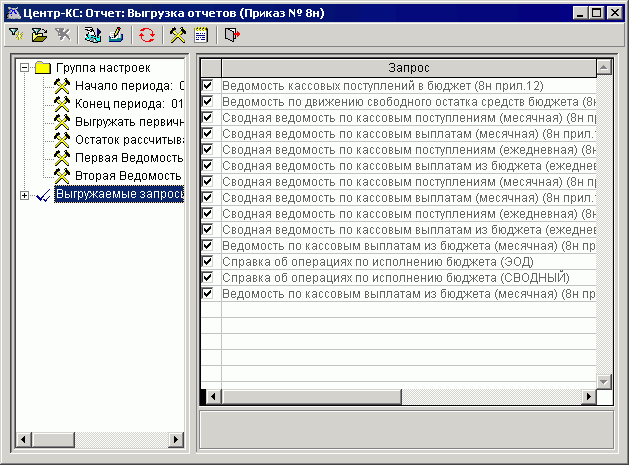 Центр-КС: Отчет: Выгрузка отчетов (Приказ № 8н)
Группа настроек
Начало периода: 0
Конец периода: 01
Выгружать первичн
Остаток рассчитыва
Первая Ведомость
Вторая Ведомость
Выгружаемые запросы
Запрос
Ведомость кассовых поступлений в бюджет (8н прил.12)
Ведомость по движению свободного остатка средств бюджета (8н
Сводная ведомость по кассовым поступлениям (месячная) (8н п
Сводная ведомость по кассовым выплатам (месячная) (8н прил.
Сводная ведомость по кассовым поступлениям (ежедневная) (8н
Сводная ведомость по кассовым выплатам из бюджета (ежеднев
Сводная ведомость по кассовым поступлениям (месячная) (8н п
Сводная ведомость по кассовым выплатам (месячная) (8н прил.
Сводная ведомость по кассовым поступлениям (ежедневная) (8н
Сводная ведомость по кассовым выплатам из бюджета (ежеднев
Ведомость по кассовым выплатам из бюджета (месячная) (8н пр
Справка об операциях по исполнению бюджета (ЭОД)
Справка об операциях по исполнению бюджета (СВОДНЫЙ)
Ведомость по кассовым выплатам из бюджета (месячная) (8н пр